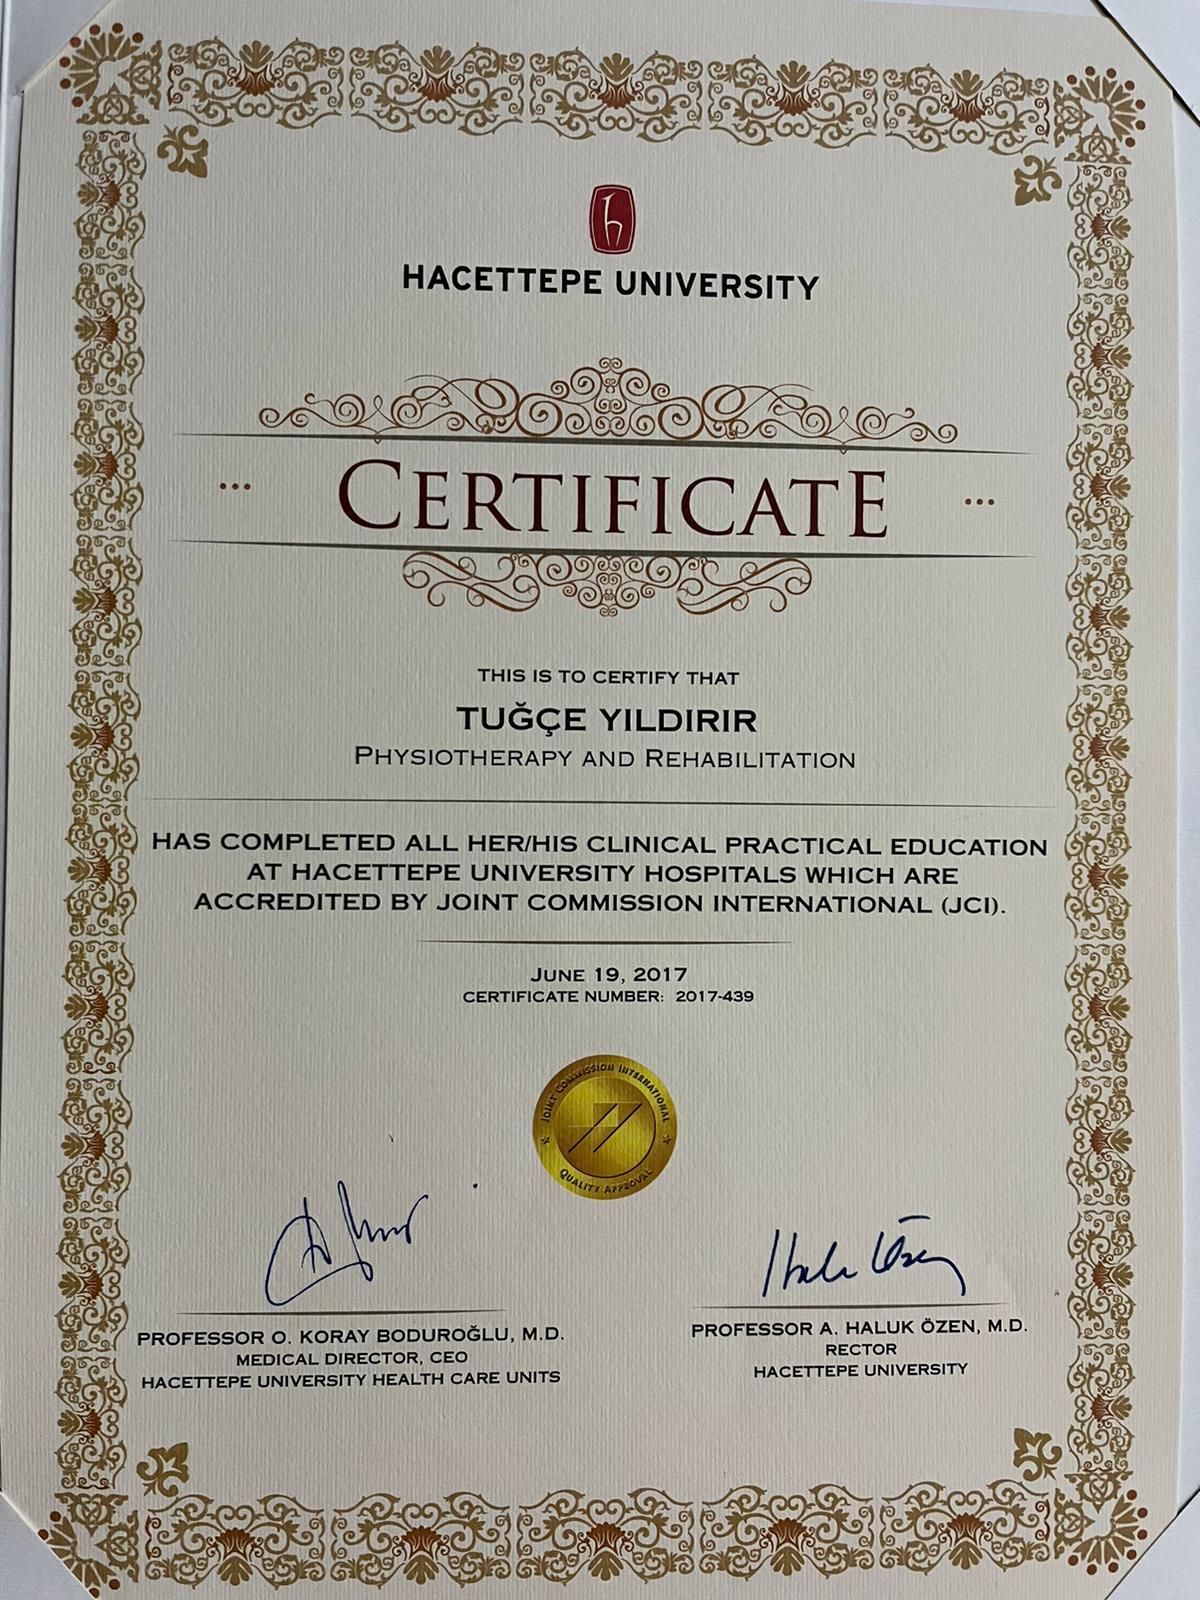 HACETTEPE UNIVERSITY
CERTIFICATE
THIS IS TO CERTIFY THAT
TUĞÇE YILDIRIR
PHYSIOTHERAPY AND REHABILITATION
HAS COMPLETED ALL HER/HIS CLINICAL PRACTICAL EDUCATION
AT HACETTEPE UNIVERSITY HOSPITALS WHICH ARE
ACCREDITED BY JOINT COMMISSION INTERNATIONAL (JCI).
JUNE 19, 2017
CERTIFICATE NUMBER: 2017-439
JOINT COMMISSION INTERNATIONAL
QUALITY APPROVAL
Haluk Özen
PROFESSOR O. KORAY BODUROĞLU, M.D.
MEDICAL DIRECTOR, CEO
HACETTEPE UNIVERSITY HEALTH CARE UNITS
PROFESSOR A. HALUK ÖZEN, M.D.
RECTOR
HACETTEPE UNIVERSITY